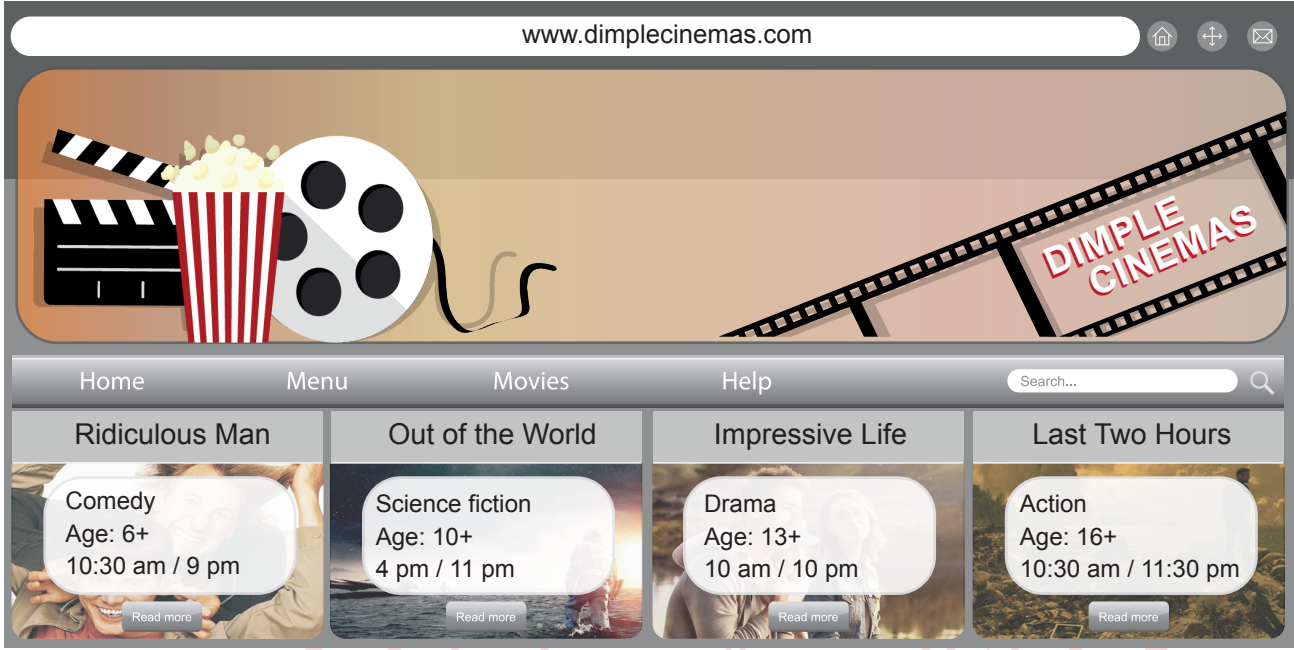 www.dimplecinemas.com
DIMPLE
CINEMAS
Home Menu Movies Help Search...
Ridiculous Man
Comedy
Age: 6+
10:30 am / 9 pm
Read more
Out of the World
Science fiction
Age: 10+
4 pm / 11 pm
Read more
Impressive Life
Drama
Age: 13+
10 am / 10 pm
Read more
Last Two Hours
Action
Age: 16+
10:30 am / 11:30 pm
Read more